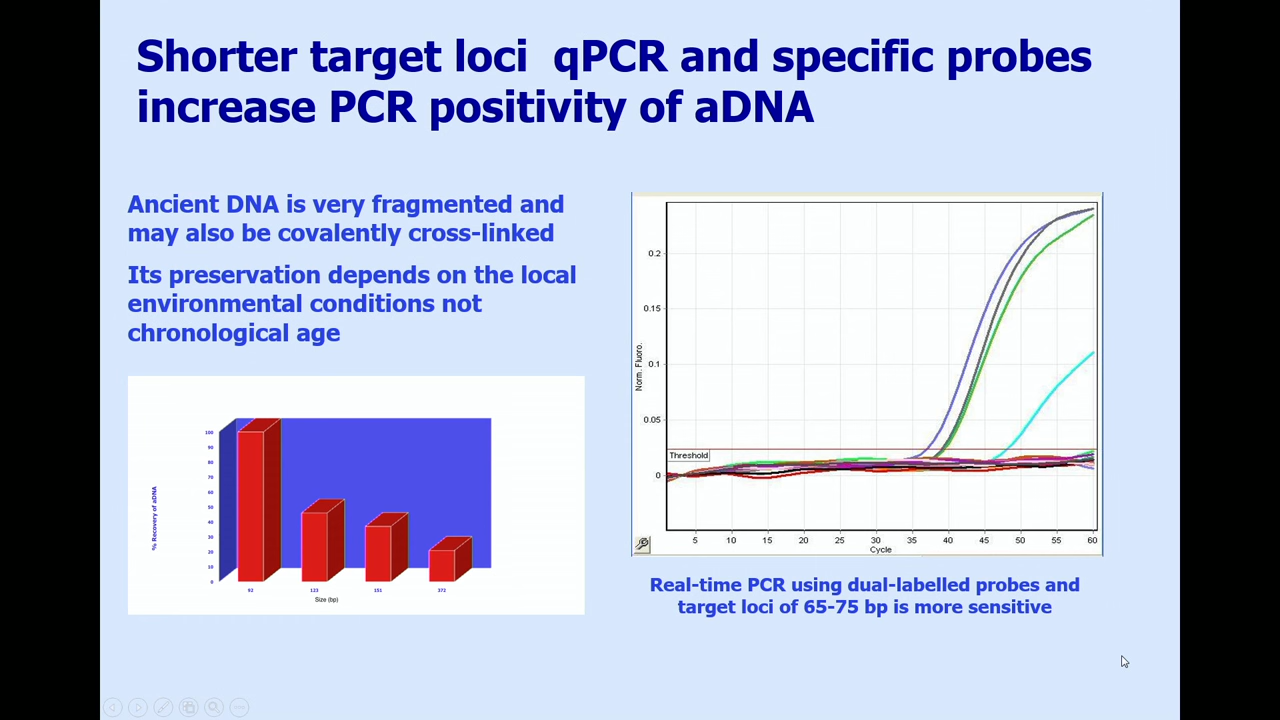 Shorter target loci  qPCR and specific probes
increase PCR positivity of aDNA
Ancient DNA is very fragmented and
may also be covalently cross-linked
Its preservation depends on the local
environmental conditions not
chronological age
% Recovery of aDNA
100
90
80
70
60
50
40
30
20
10
0
92 123 151 372
Size (bp)
Norm. Fluoro.
0.2
0.15
0.1
0.05
0
Threshold
5 10 15 20 25 30 35 40 45 50 55 60
Cycle
Real-time PCR using dual-labelled probes and
target loci of 65-75 bp is more sensitive